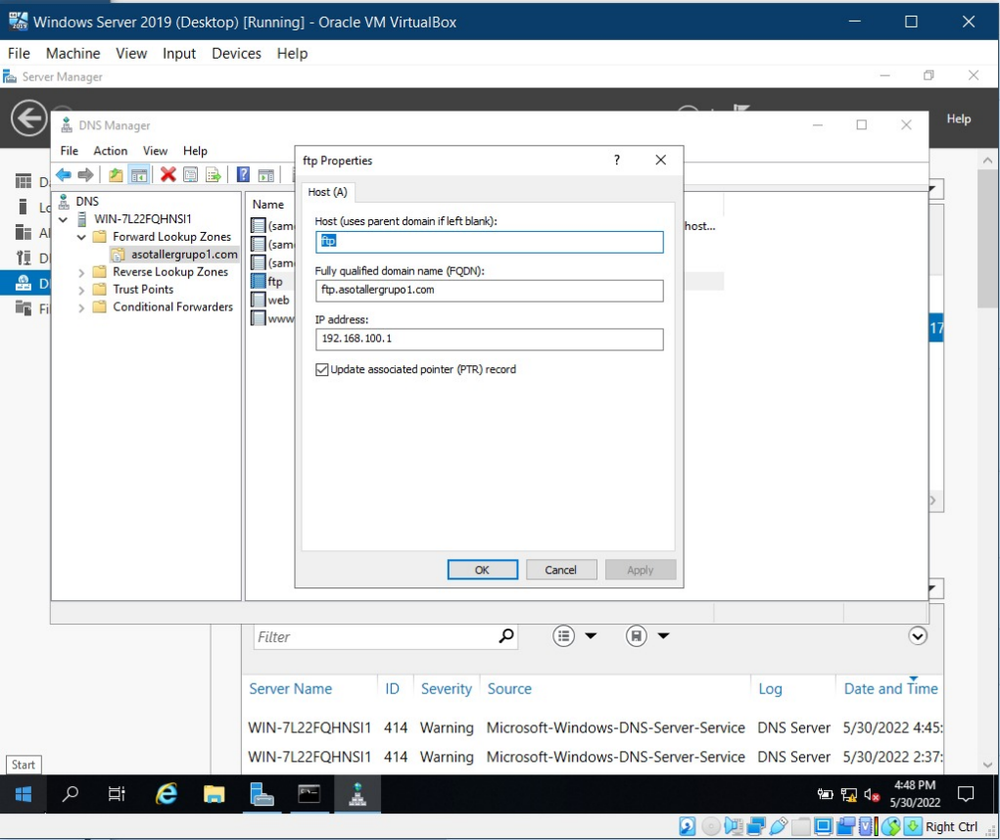 Windows Server 2019 (Desktop) [Running] - Oracle VM VirtualBox
File Machine View Input Devices Help
Server Manager
Help
DNS Manager
File Action View Help
DNS
WIN-7L22FQHNSI1
Forward Lookup Zones
asotallergrupo1.com
Reverse Lookup Zones
Trust Points
Conditional Forwarders
Name
(sam
(sam
(sam
ftp
web
www
host...
ftp Properties
Host (A)
Host (uses parent domain if left blank):
ftp
Fully qualified domain name (FQDN):
ftp.asotallergrupo1.com
IP address:
192.168.100.1
Update associated pointer (PTR) record
OK Cancel Apply
D
Lo
Al
D
D
Fi
17
Filter
Server Name ID Severity Source Log Date and Time
WIN-7L22FQHNSI1 414 Warning Microsoft-Windows-DNS-Server-Service DNS Server 5/30/2022 4:45:
WIN-7L22FQHNSI1 414 Warning Microsoft-Windows-DNS-Server-Service DNS Server 5/30/2022 2:37:
Start
4:48 PM
5/30/2022
Right Ctrl